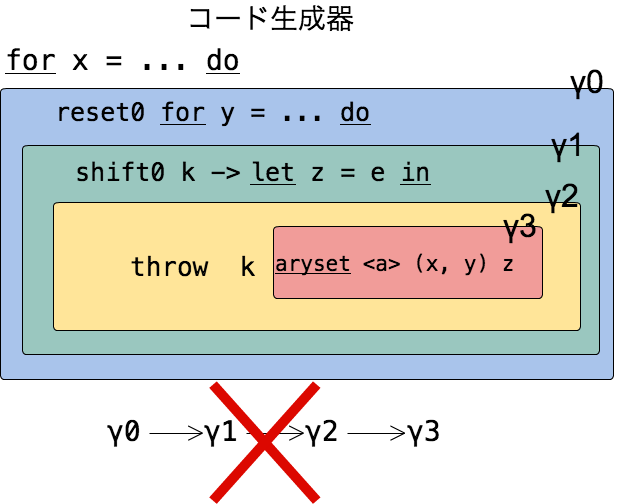 コード生成器
for x = ... do
γ0
reset0 for y = ... do
γ1
shift0 k -> let z = e in
γ2
γ3
throw k aryset <a> (x, y) z
γ0 → γ1 → γ2 → γ3